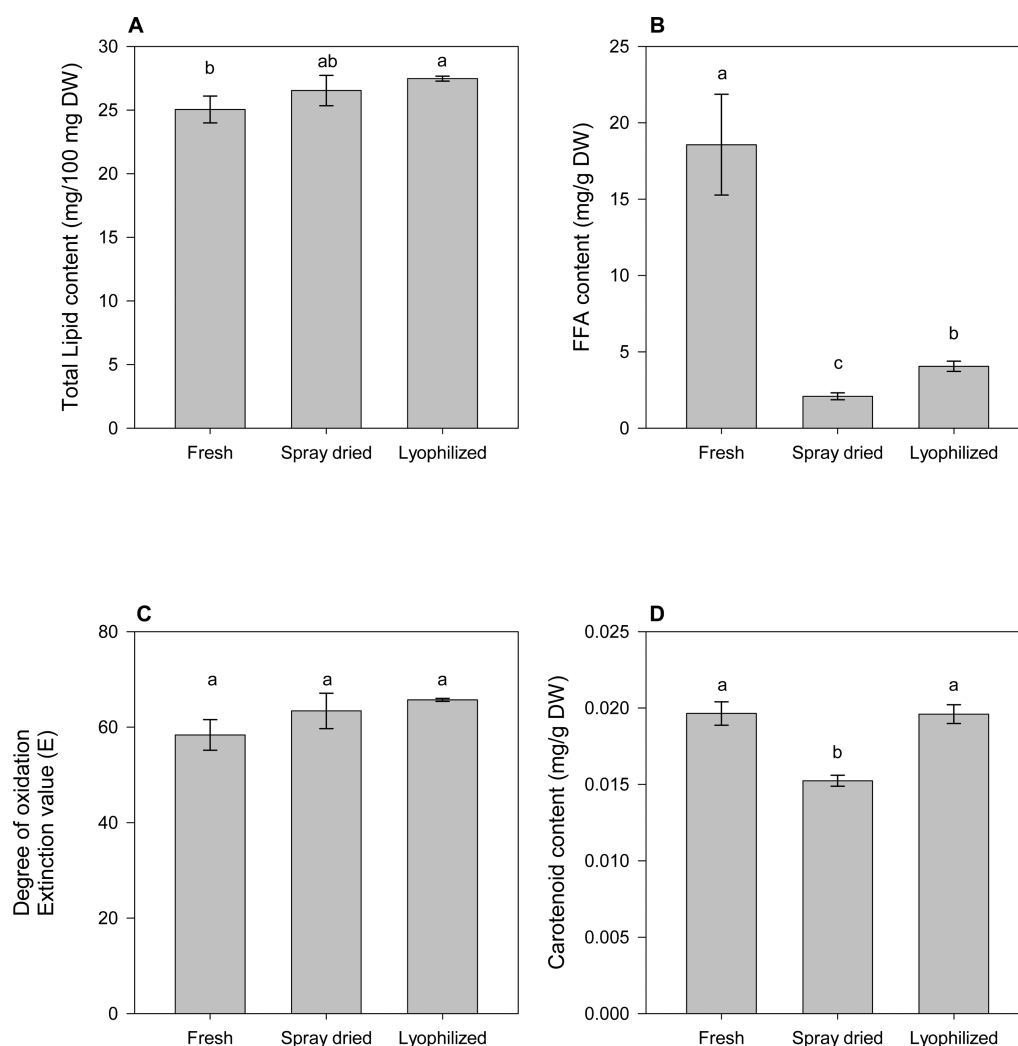 A
Total Lipid content (mg/100 mg DW)
30
25
20
15
10
5
0
b
ab
a
Fresh
Spray dried
Lyophilized
B
FFA content (mg/g DW)
25
20
15
10
5
0
a
c
b
Fresh
Spray dried
Lyophilized
C
Degree of oxidation
Extinction value (E)
80
60
40
20
0
a
a
a
Fresh
Spray dried
Lyophilized
D
Carotenoid content (mg/g DW)
0.025
0.020
0.015
0.010
0.005
0.000
a
b
a
Fresh
Spray dried
Lyophilized